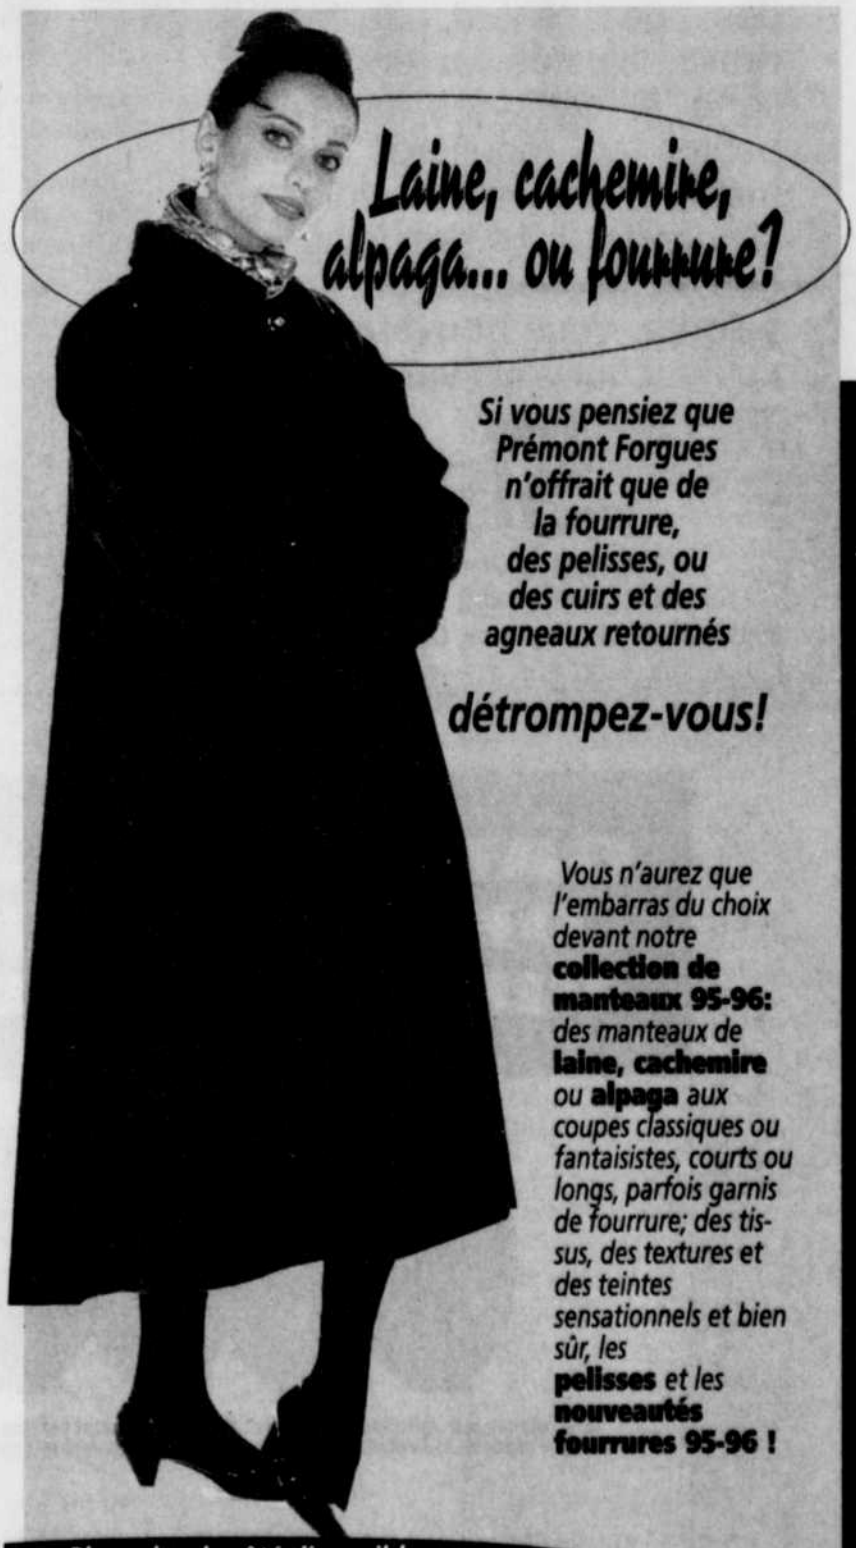 Laine, cachemire,
alpaga... ou fourrure?
Si vous pensiez que
Prémont Forgues
n'offrait que de
la fourrure,
des pelisses, ou
des cuirs et des
agneaux retournés
détrompez-vous!
Vous n'aurez que
l'embarras du choix
devant notre
collection de
manteaux 95-96:
des manteaux de
laine, cachemire
ou alpaga aux
coupes classiques ou
fantaisistes, courts ou
longs, parfois garnis
de fourrure; des tis-
sus, des textures et
des teintes
sensationnels et bien
sûr, les
pelisses et les
nouveautés
fourrures 95-96 !